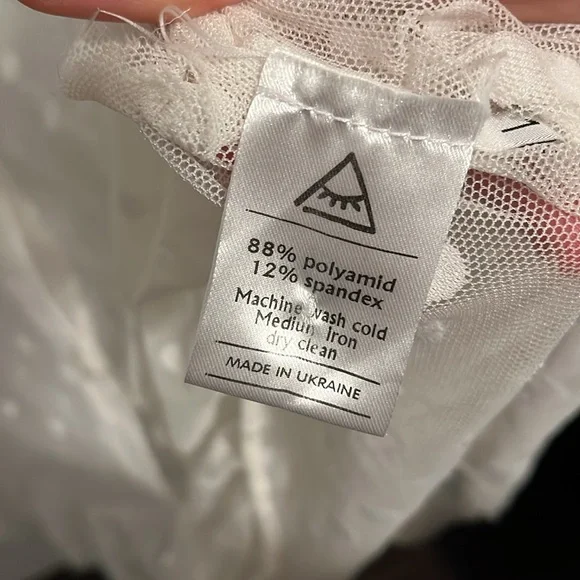 88% polyamid
12% spandex
Machine wash cold
Medium Iron
dry clean
MADE IN UKRAINE